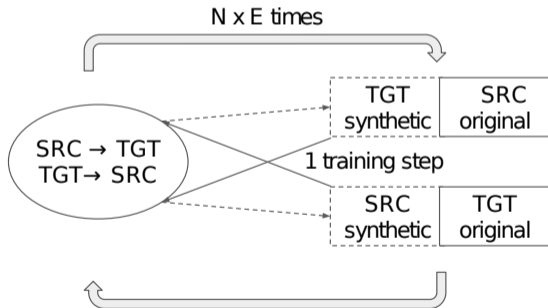 N x E times
TGT SRC
synthetic original
SRC → TGT
TGT→ SRC
1 training step
SRC TGT
synthetic original